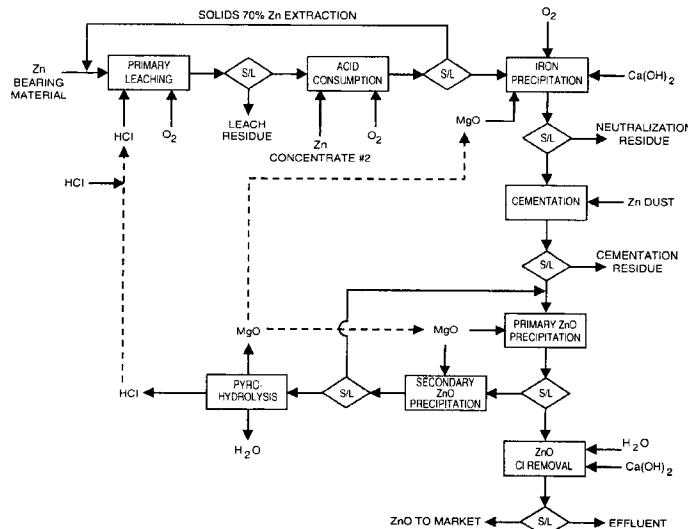 SOLIDS 70% Zn EXTRACTION
O2
Zn
BEARING
MATERIAL
PRIMARY
LEACHING
S/L
ACID
CONSUMPTION
S/L
IRON
PRECIPITATION
Ca(OH)2
HCl
O2
LEACH
RESIDUE
Zn
CONCENTRATE #2
O2
MgO
S/L
NEUTRALIZATION
RESIDUE
HCl
CEMENTATION
Zn DUST
S/L
CEMENTATION
RESIDUE
MgO
MgO
PRIMARY ZnO
PRECIPITATION
HCl
PYRO-
HYDROLYSIS
S/L
SECONDARY
ZnO
PRECIPITATION
S/L
H2O
ZnO
Cl REMOVAL
H2O
Ca(OH)2
ZnO TO MARKET
S/L
EFFLUENT